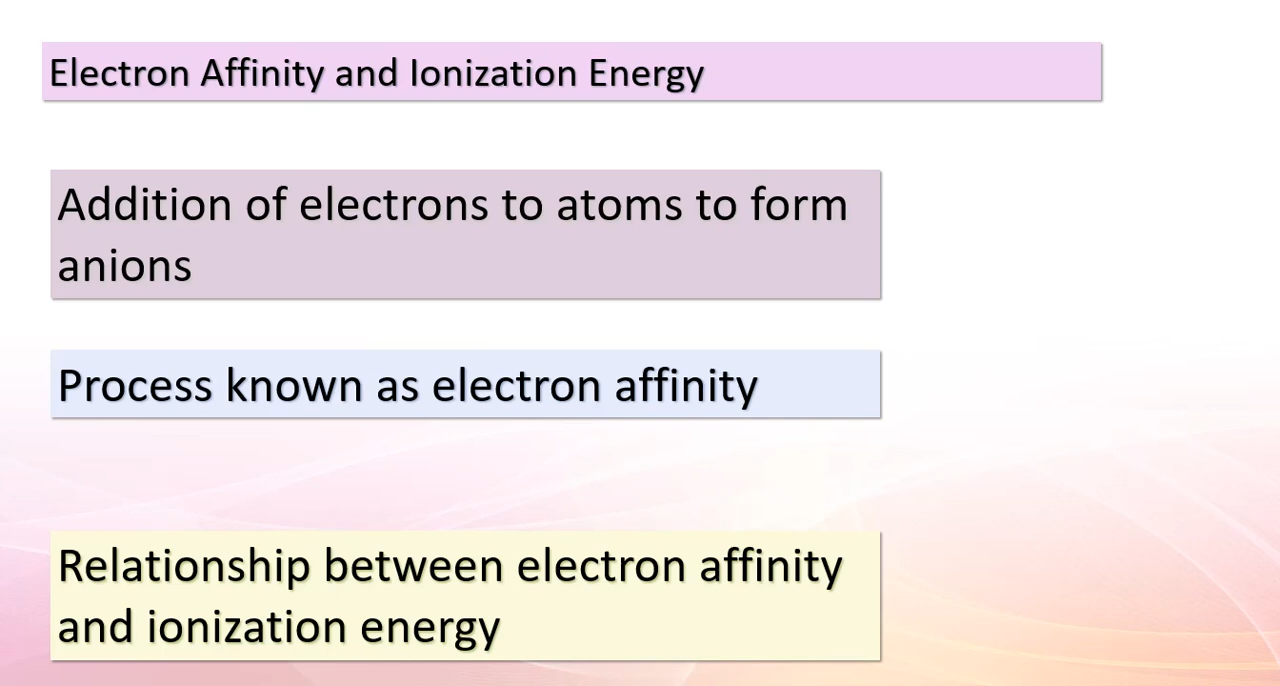 Electron Affinity and Ionization Energy
Addition of electrons to atoms to form
anions
Process known as electron affinity
Relationship between electron affinity
and ionization energy